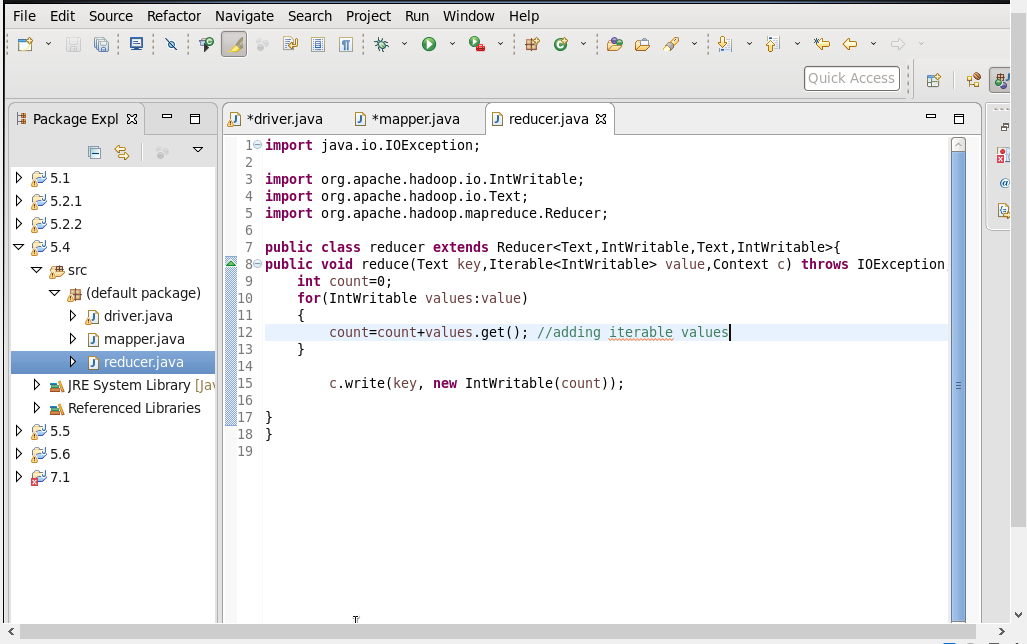 File Edit Source Refactor Navigate Search Project Run Window Help
Quick Access
Package Expl
*driver.java
*mapper.java
reducer.java
5.1
5.2.1
5.2.2
5.4
src
(default package)
driver.java
mapper.java
reducer.java
JRE System Library [Jav
Referenced Libraries
5.5
5.6
7.1
1 import java.io.IOException;
2
3 import org.apache.hadoop.io.IntWritable;
4 import org.apache.hadoop.io.Text;
5 import org.apache.hadoop.mapreduce.Reducer;
6
7 public class reducer extends Reducer<Text,IntWritable,Text,IntWritable>{
8 public void reduce(Text key,Iterable<IntWritable> value,Context c) throws IOException
9 int count=0;
10 for(IntWritable values:value)
11 {
12 count=count+values.get(); //adding iterable values
13 }
14
15 c.write(key, new IntWritable(count));
16
17 }
18 }
19